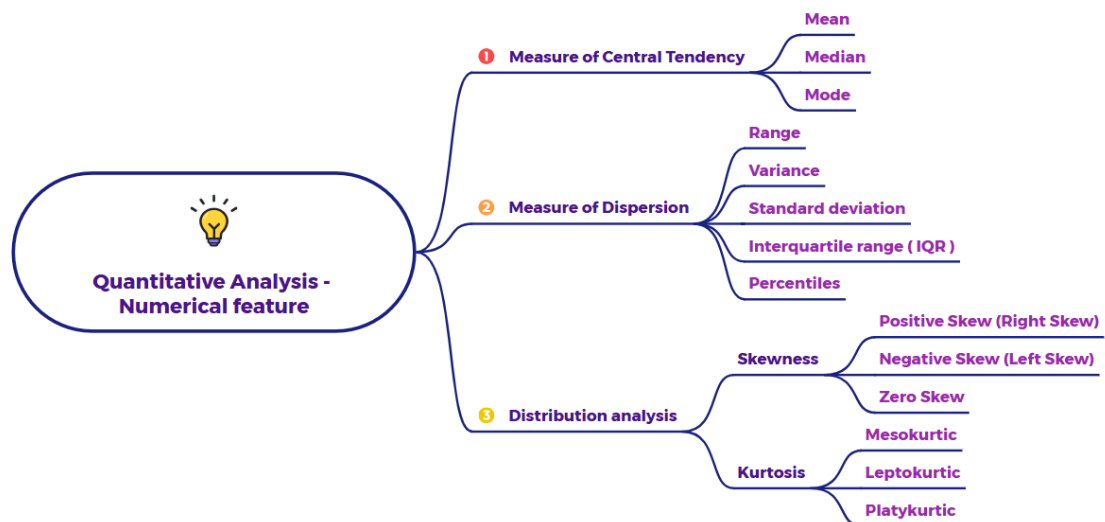 Quantitative Analysis -
Numerical feature
1 Measure of Central Tendency
Mean
Median
Mode
2 Measure of Dispersion
Range
Variance
Standard deviation
Interquartile range ( IQR )
Percentiles
3 Distribution analysis
Skewness
Positive Skew (Right Skew)
Negative Skew (Left Skew)
Zero Skew
Kurtosis
Mesokurtic
Leptokurtic
Platykurtic